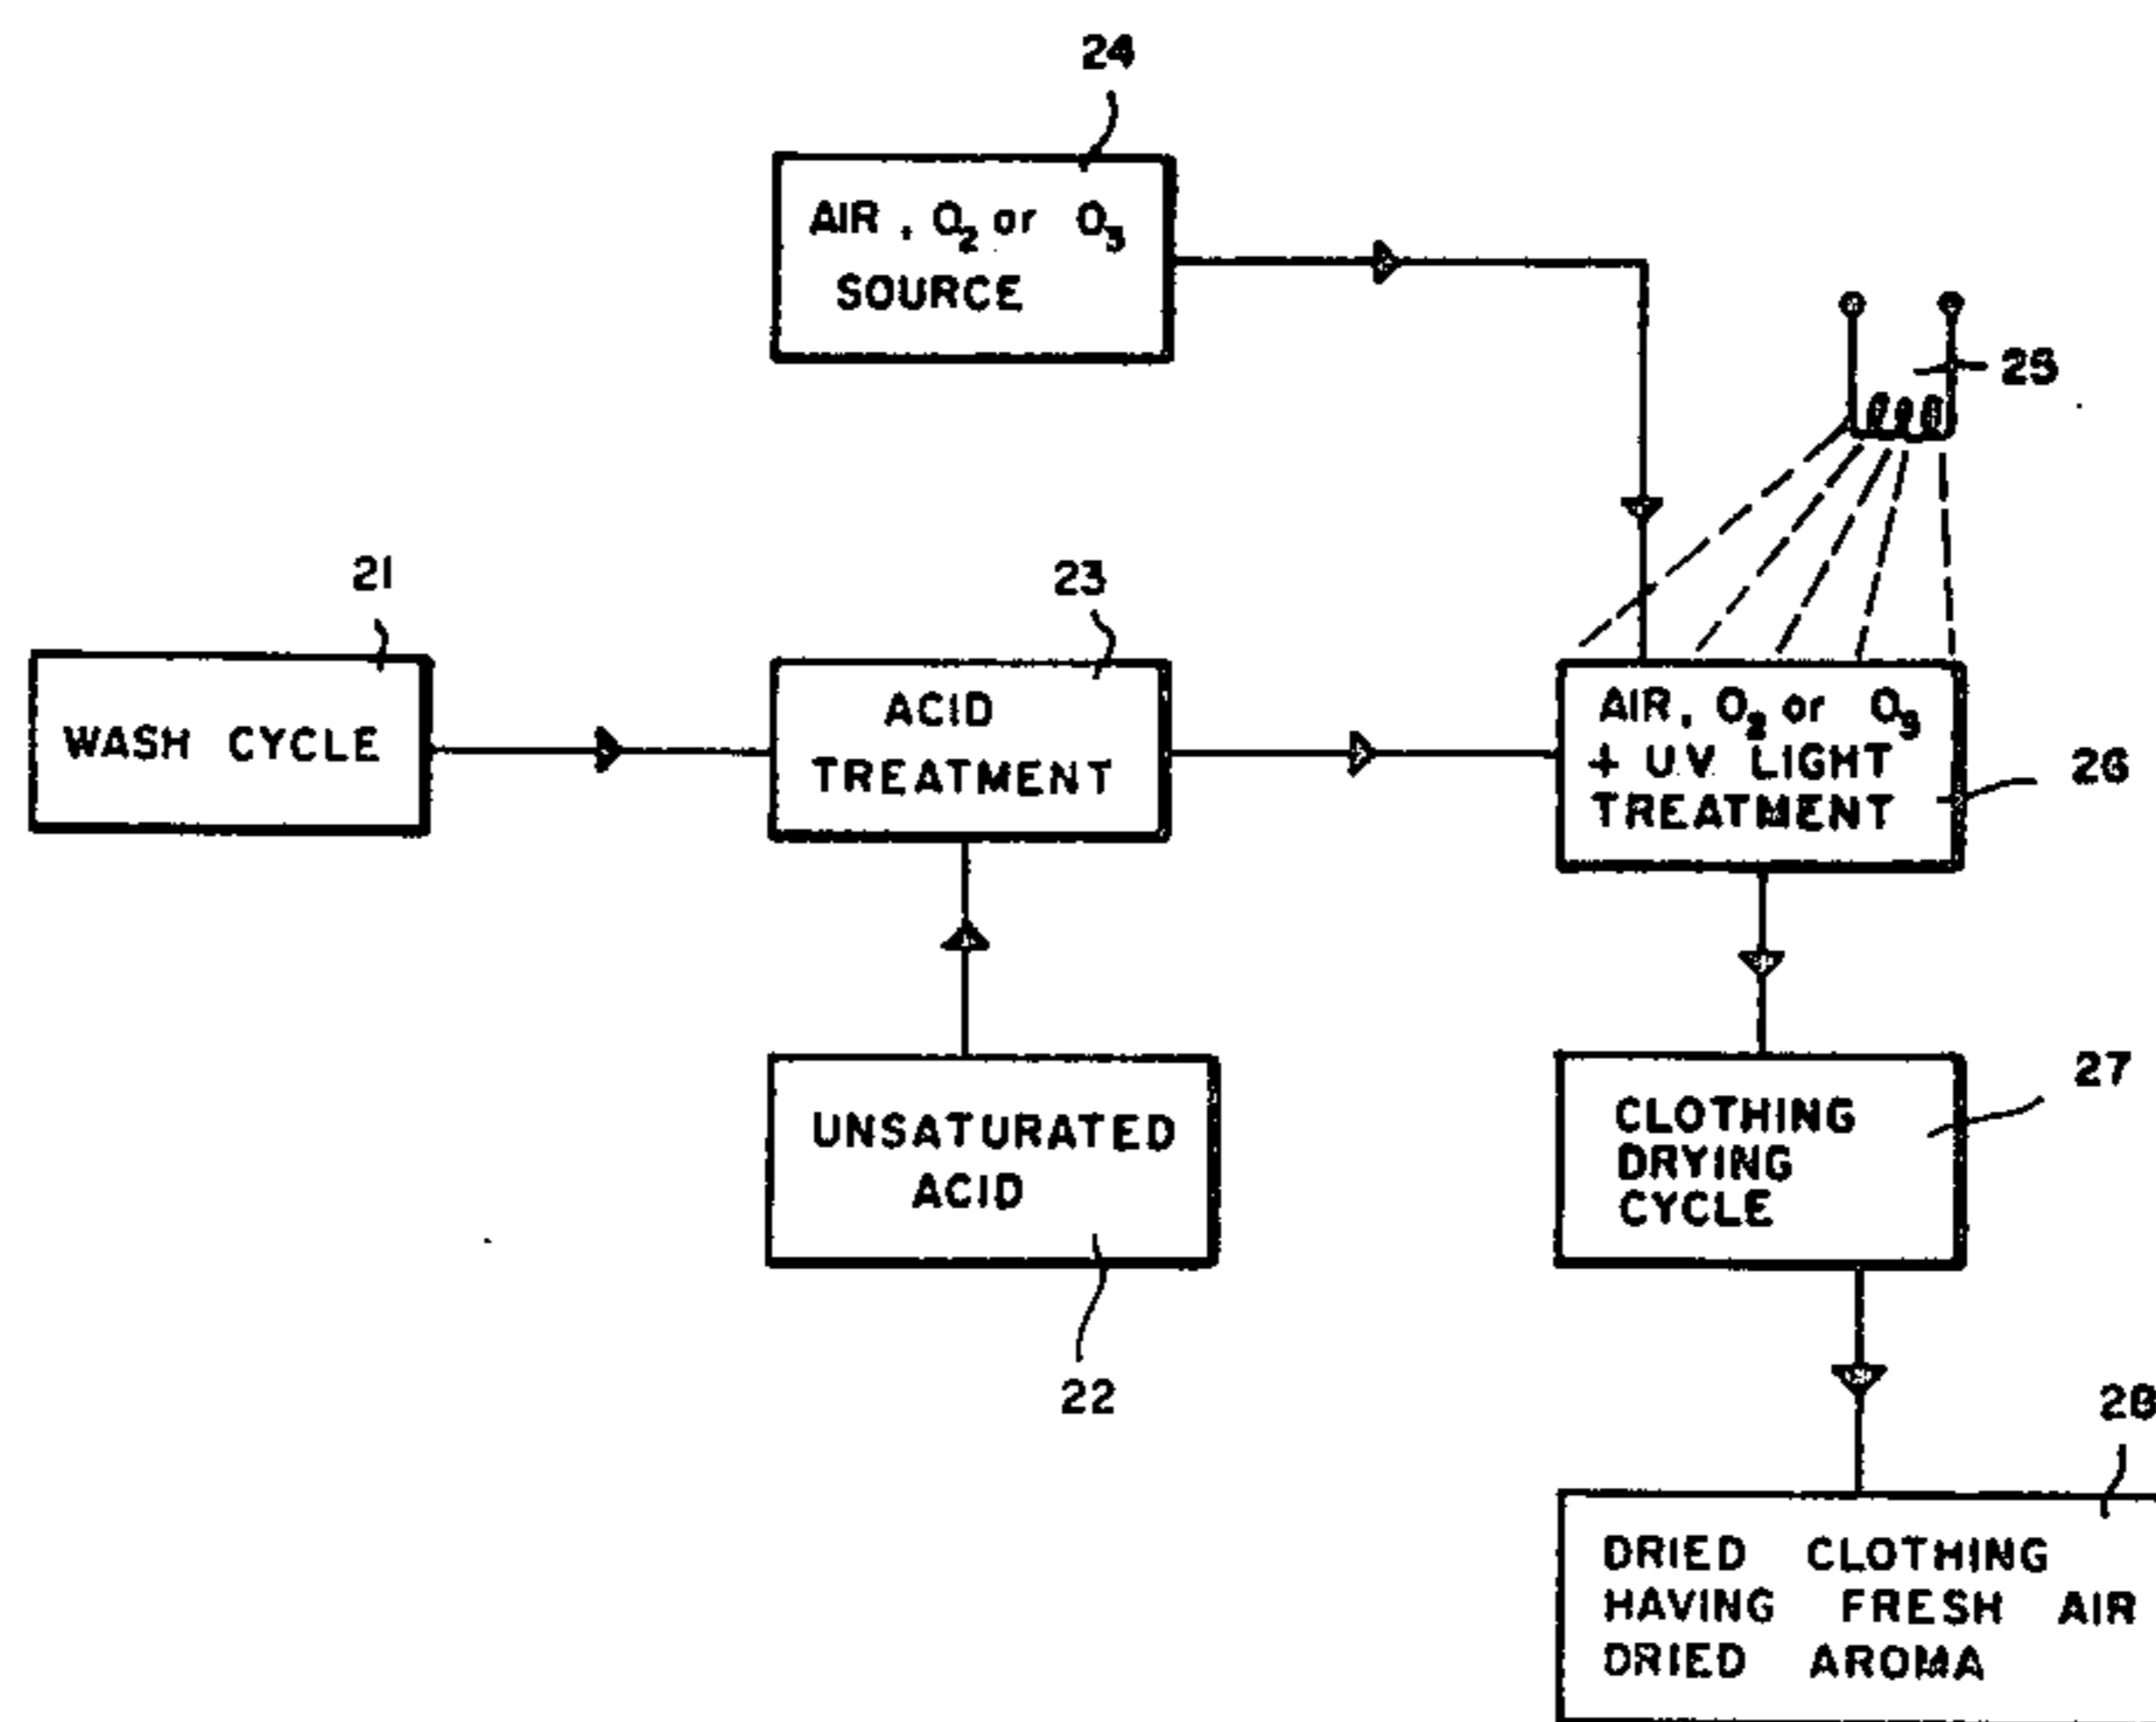 24
AIR, O₂ or O₃
SOURCE
25
21
WASH CYCLE
23
ACID
TREATMENT
AIR, O₂ or O₃
+ UV LIGHT
TREATMENT
26
UNSATURATED
ACID
22
CLOTHING
DRYING
CYCLE
27
28
DRIED CLOTHING
HAVING FRESH AIR
DRIED AROMA